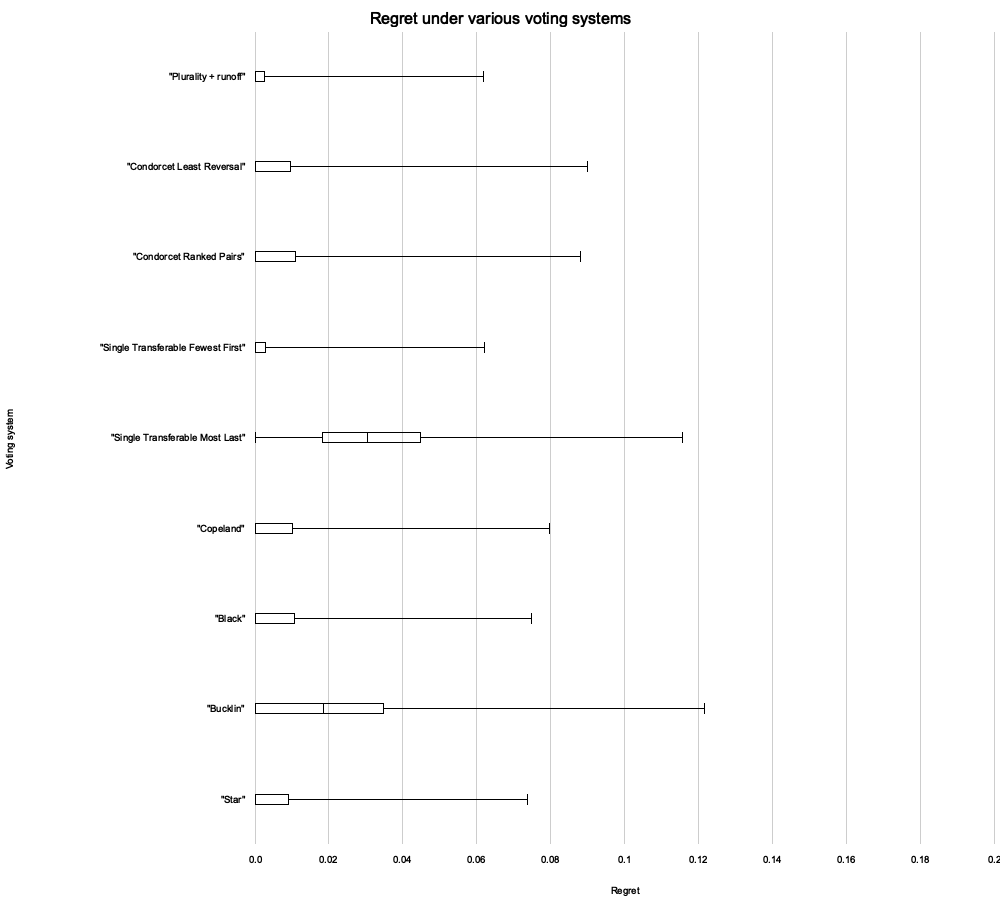 Regret under various voting systems
"Plurality + runoff"
"Condorcet Least Reversal"
"Condorcet Ranked Pairs"
"Single Transferable Fewest First"
Voting system
"Single Transferable Most Last"
"Copeland"
"Black"
"Bucklin"
"Star"
0.0 0.02 0.04 0.06 0.08 0.1 0.12 0.14 0.16 0.18 0.2
Regret